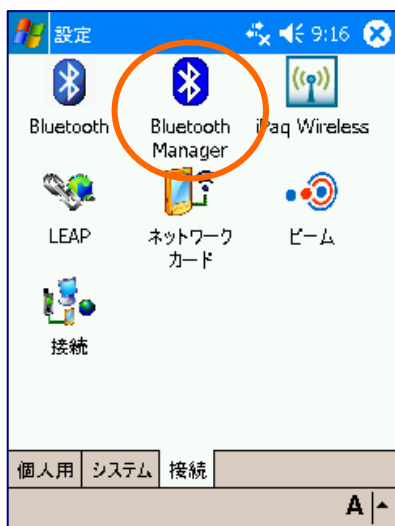 設定 9:16
Bluetooth
Bluetooth
Manager
iPaq Wireless
LEAP
ネットワーク
カード
ビーム
接続
個人用 システム 接続
A